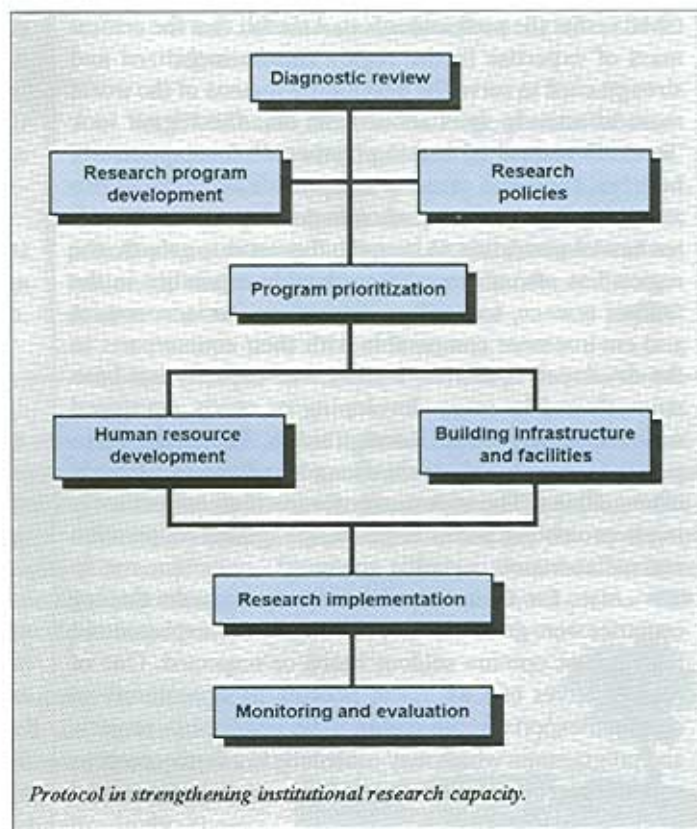 Diagnostic review
Research program
development
Research
policies
Program prioritization
Human resource
development
Building infrastructure
and facilities
Research implementation
Monitoring and evaluation
Protocol in strengthening institutional research capacity.